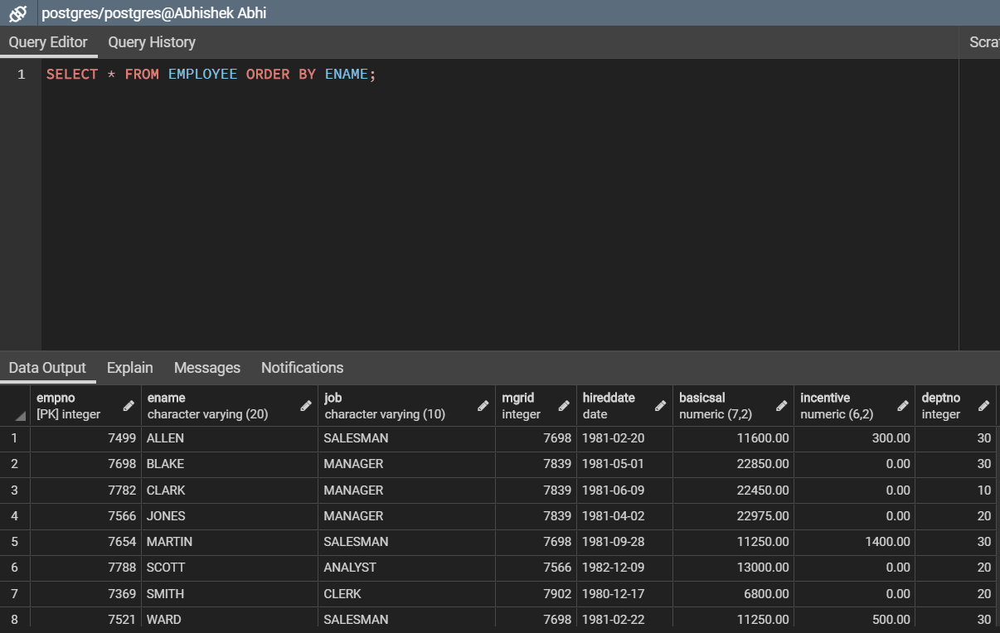 postgres/postgres@Abhishek Abhi
Query Editor Query History Scra
1 SELECT * FROM EMPLOYEE ORDER BY ENAME;
Data Output Explain Messages Notifications
empno ename job mgrid hireddate basicsal incentive deptno
[PK] integer character varying (20) character varying (10) integer date numeric (7,2) numeric (6,2) integer
1 7499 ALLEN SALESMAN 7698 1981-02-20 11600.00 300.00 30
2 7698 BLAKE MANAGER 7839 1981-05-01 22850.00 0.00 30
3 7782 CLARK MANAGER 7839 1981-06-09 22450.00 0.00 10
4 7566 JONES MANAGER 7839 1981-04-02 22975.00 0.00 20
5 7654 MARTIN SALESMAN 7698 1981-09-28 11250.00 1400.00 30
6 7788 SCOTT ANALYST 7566 1982-12-09 13000.00 0.00 20
7 7369 SMITH CLERK 7902 1980-12-17 6800.00 0.00 20
8 7521 WARD SALESMAN 7698 1981-02-22 11250.00 500.00 30